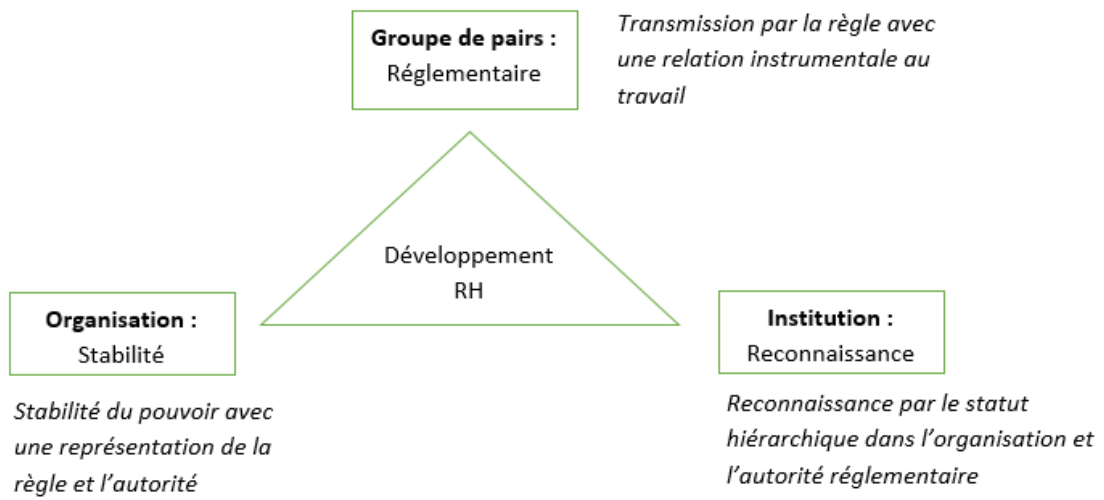 Groupe de pairs :
Réglementaire
Transmission par la règle avec
une relation instrumentale au
travail
Développement
RH
Organisation :
Stabilité
Stabilité du pouvoir avec
une représentation de la
règle et l’autorité
Institution :
Reconnaissance
Reconnaissance par le statut
hiérarchique dans l’organisation et
l’autorité réglementaire